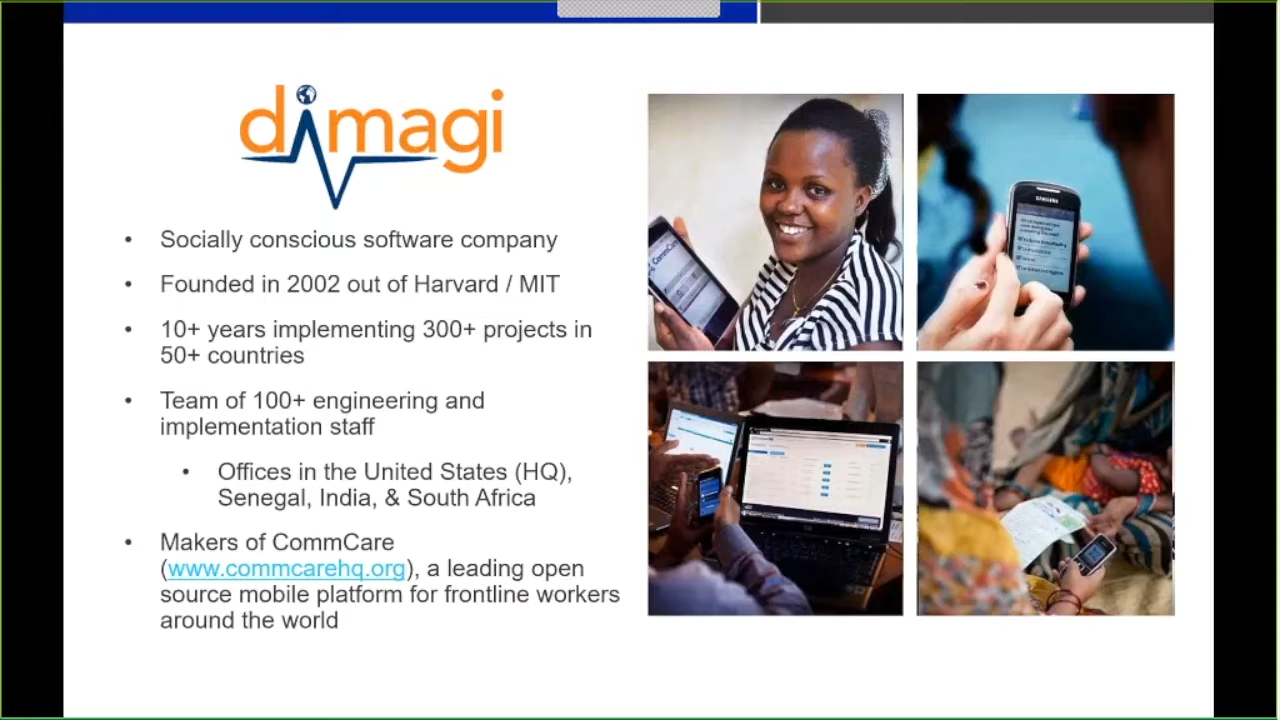 dimagi
• Socially conscious software company
• Founded in 2002 out of Harvard / MIT
• 10+ years implementing 300+ projects in
50+ countries
• Team of 100+ engineering and
implementation staff
• Offices in the United States (HQ),
Senegal, India, & South Africa
• Makers of CommCare
(www.commcarehq.org), a leading open
source mobile platform for frontline workers
around the world
CommCare
SAMSUNG